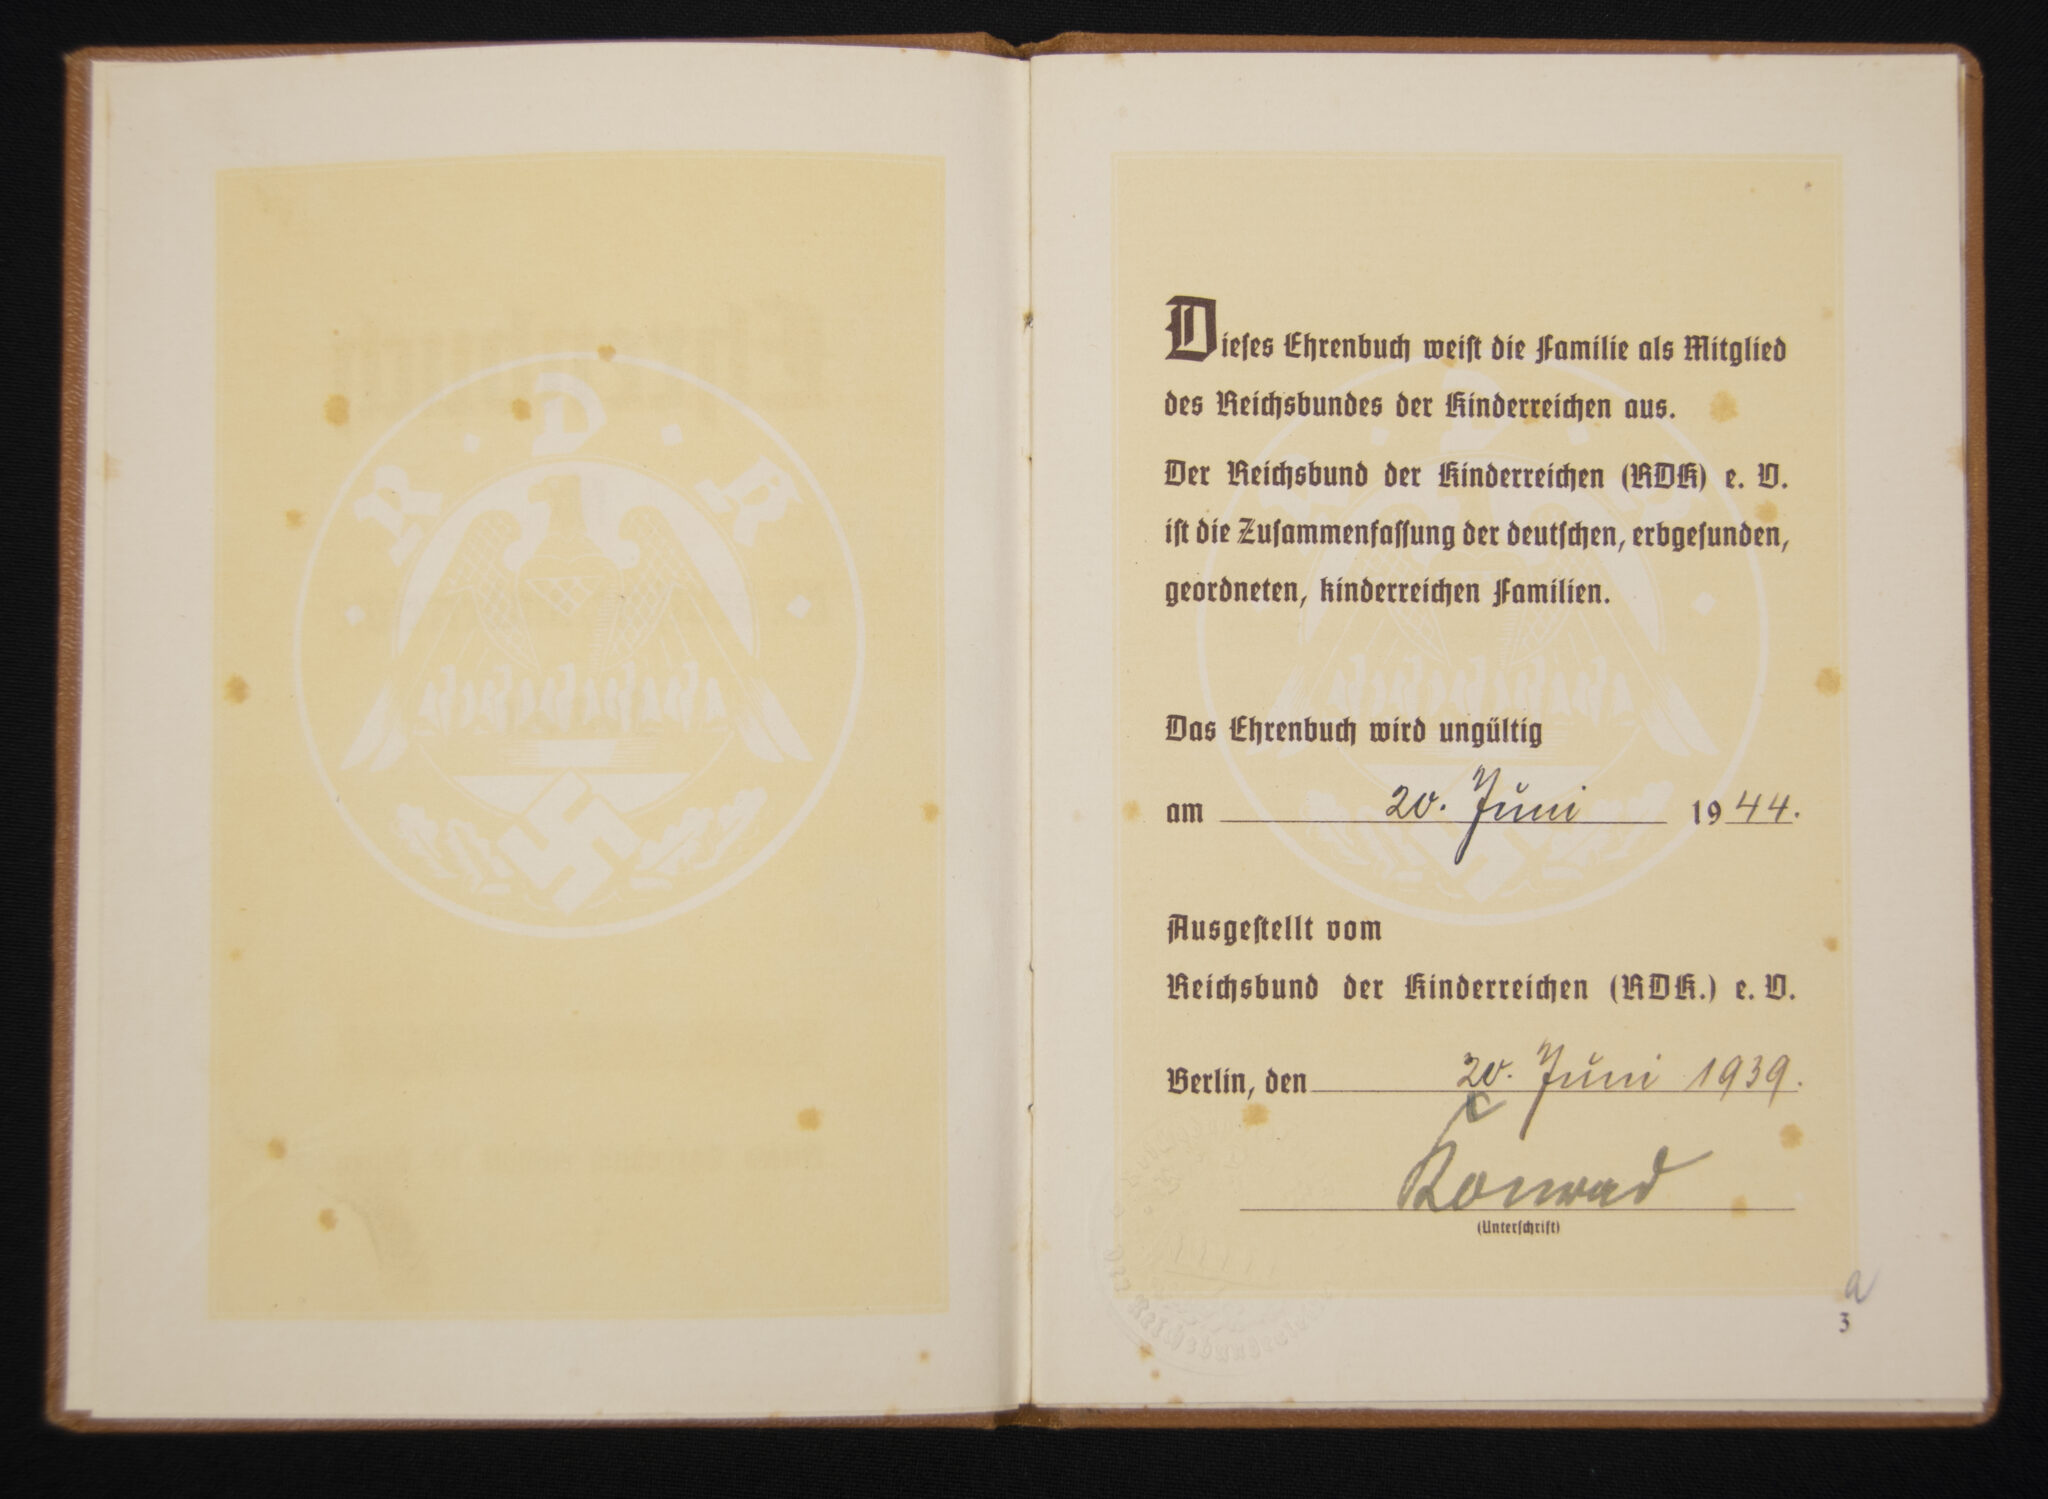 R · D · K
Dieses Ehrenbuch weist die Familie als Mitglied
des Reichsbundes der Kinderreichen aus.
Der Reichsbund der Kinderreichen (RDK) e. V.
ist die Zusammenfassung der deutschen, erbgesunden,
geordneten, kinderreichen Familien.
Das Ehrenbuch wird ungültig
am 20. Juni 1944.
Ausgestellt vom
Reichsbund der Kinderreichen (RDK.) e. V.
Berlin, den 20. Juni 1939.
Konrad
(Unterschrift)
a
3